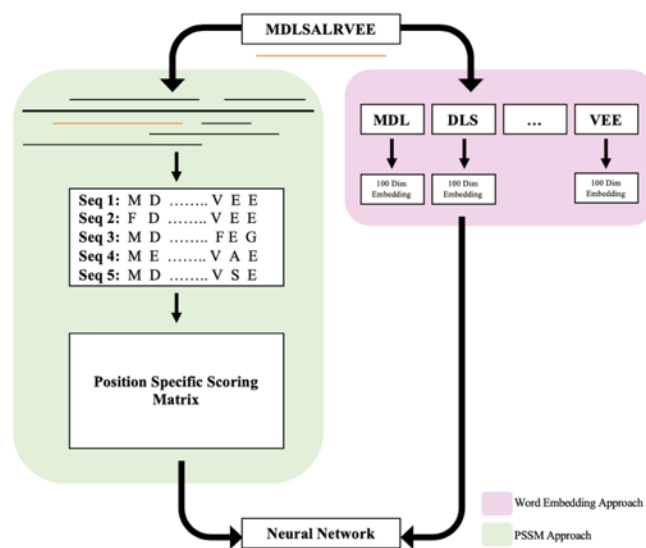 MDLSALRVEE
MDL
DLS
...
VEE
100 Dim
Embedding
100 Dim
Embedding
100 Dim
Embedding
Seq 1: M D ........ V E E
Seq 2: F D ........ V E E
Seq 3: M D ........ F E G
Seq 4: M E ........ V A E
Seq 5: M D ........ V S E
Position Specific Scoring
Matrix
Neural Network
Word Embedding Approach
PSSM Approach